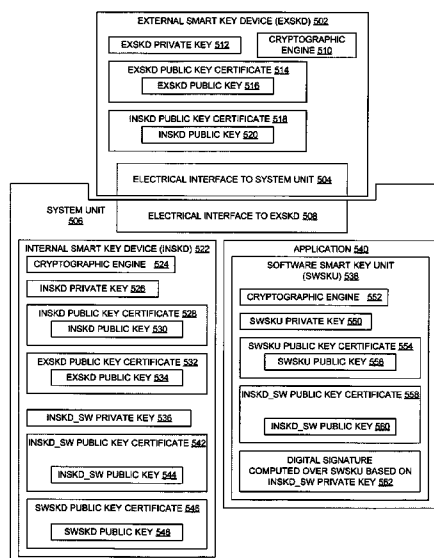 EXTERNAL SMART KEY DEVICE (EXSKD) 502
EXSKD PRIVATE KEY 512
CRYPTOGRAPHIC
ENGINE 510
EXSKD PUBLIC KEY CERTIFICATE 514
EXSKD PUBLIC KEY 516
INSKD PUBLIC KEY CERTIFICATE 518
INSKD PUBLIC KEY 520
ELECTRICAL INTERFACE TO SYSTEM UNIT 504
SYSTEM UNIT
506
ELECTRICAL INTERFACE TO EXSKD 508
INTERNAL SMART KEY DEVICE (INSKD) 522
CRYPTOGRAPHIC ENGINE 524
INSKD PRIVATE KEY 526
INSKD PUBLIC KEY CERTIFICATE 528
INSKD PUBLIC KEY 530
EXSKD PUBLIC KEY CERTIFICATE 532
EXSKD PUBLIC KEY 534
INSKD_SW PRIVATE KEY 536
INSKD_SW PUBLIC KEY CERTIFICATE 542
INSKD_SW PUBLIC KEY 544
SWSKD PUBLIC KEY CERTIFICATE 546
SWSKD PUBLIC KEY 548
APPLICATION 540
SOFTWARE SMART KEY UNIT
(SWSKU) 538
CRYPTOGRAPHIC ENGINE 552
SWSKU PRIVATE KEY 550
SWSKU PUBLIC KEY CERTIFICATE 554
SWSKU PUBLIC KEY 556
INSKD_SW PUBLIC KEY CERTIFICATE 558
INSKD_SW PUBLIC KEY 560
DIGITAL SIGNATURE
COMPUTED OVER SWSKU BASED ON
INSKD_SW PRIVATE KEY 562